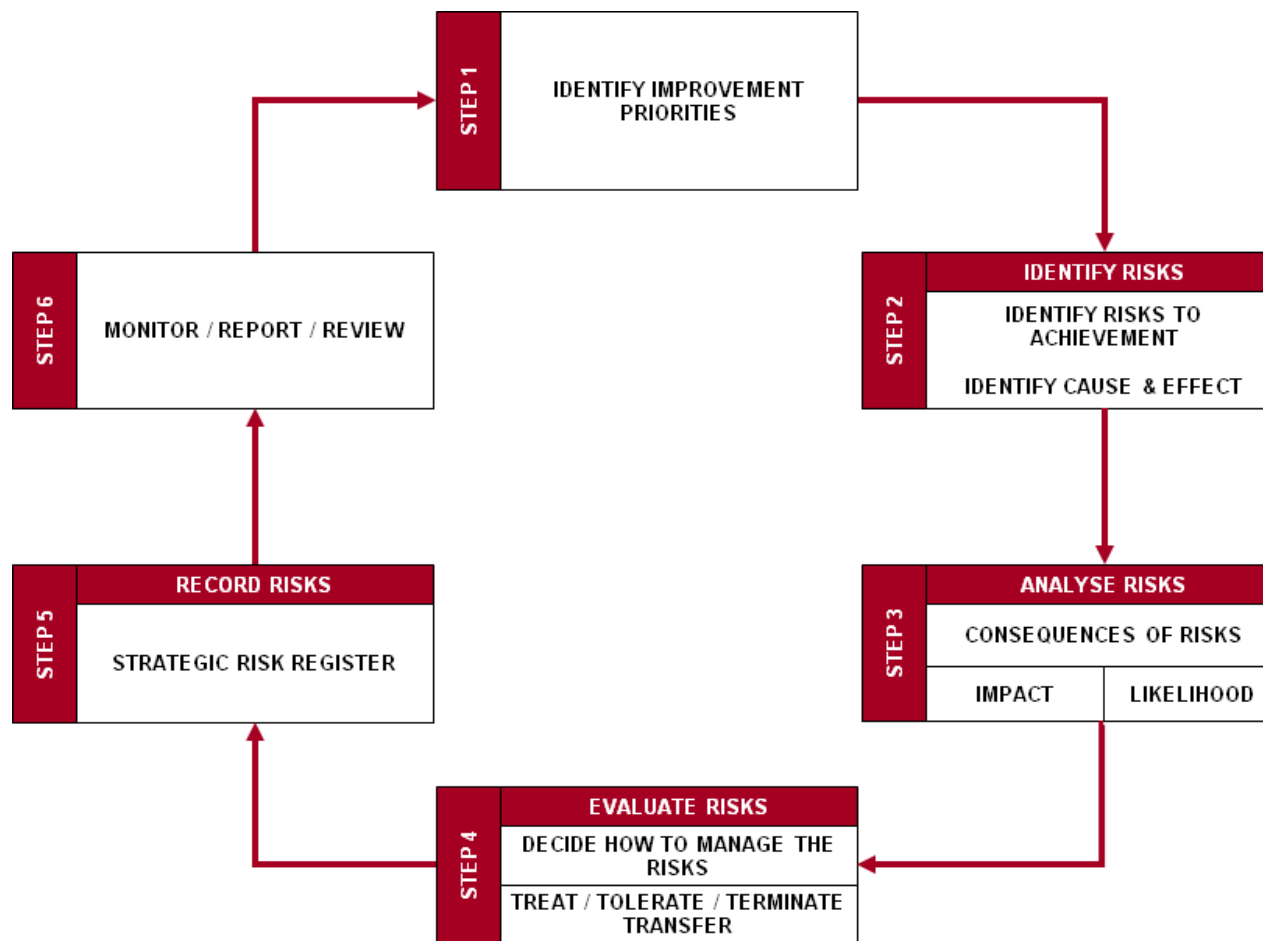 STEP 1
IDENTIFY IMPROVEMENT
PRIORITIES
STEP 2
IDENTIFY RISKS
IDENTIFY RISKS TO
ACHIEVEMENT
IDENTIFY CAUSE & EFFECT
STEP 3
ANALYSE RISKS
CONSEQUENCES OF RISKS
IMPACT
LIKELIHOOD
STEP 4
EVALUATE RISKS
DECIDE HOW TO MANAGE THE
RISKS
TREAT / TOLERATE / TERMINATE
TRANSFER
STEP 5
RECORD RISKS
STRATEGIC RISK REGISTER
STEP 6
MONITOR / REPORT / REVIEW